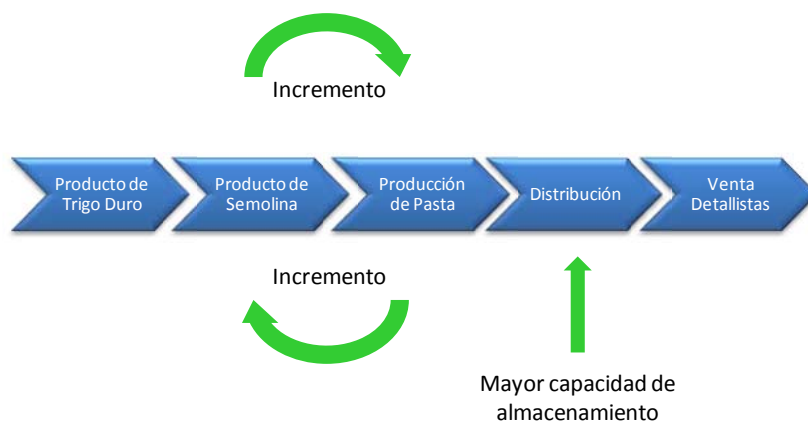 Incremento
Producto de
Trigo Duro
Producto de
Semolina
Producción
de Pasta
Distribución
Venta
Detallistas
Incremento
Mayor capacidad de
almacenamiento